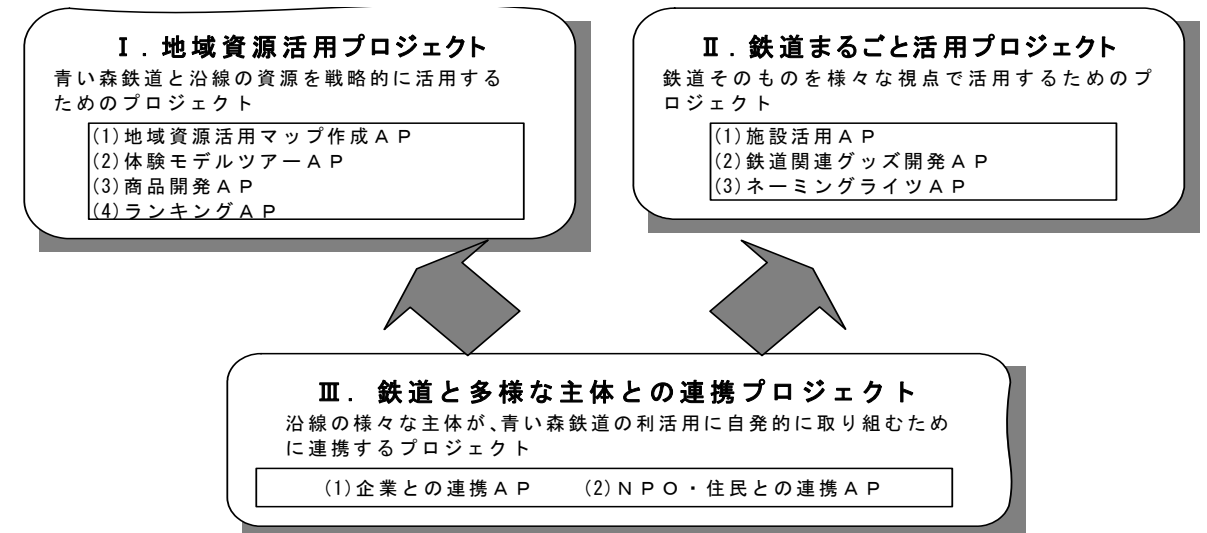 Ⅰ．地域資源活用プロジェクト
青い森鉄道と沿線の資源を戦略的に活用する
ためのプロジェクト
(1)地域資源活用マップ作成ＡＰ
(2)体験モデルツアーＡＰ
(3)商品開発ＡＰ
(4)ランキングＡＰ
Ⅱ．鉄道まるごと活用プロジェクト
鉄道そのものを様々な視点で活用するためのプ
ロジェクト
(1)施設活用ＡＰ
(2)鉄道関連グッズ開発ＡＰ
(3)ネーミングライツＡＰ
Ⅲ．鉄道と多様な主体との連携プロジェクト
沿線の様々な主体が、青い森鉄道の利活用に自発的に取り組むため
に連携するプロジェクト
(1)企業との連携ＡＰ　(2)ＮＰＯ・住民との連携ＡＰ